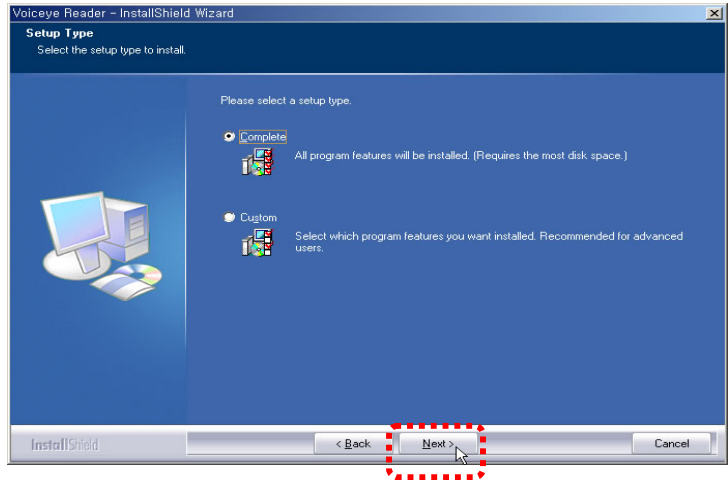 Voiceye Reader - InstallShield Wizard
Setup Type
Select the setup type to install.
Please select a setup type.
Complete
All program features will be installed. (Requires the most disk space.)
Custom
Select which program features you want installed. Recommended for advanced
users.
InstallShield
< Back
Next >
Cancel